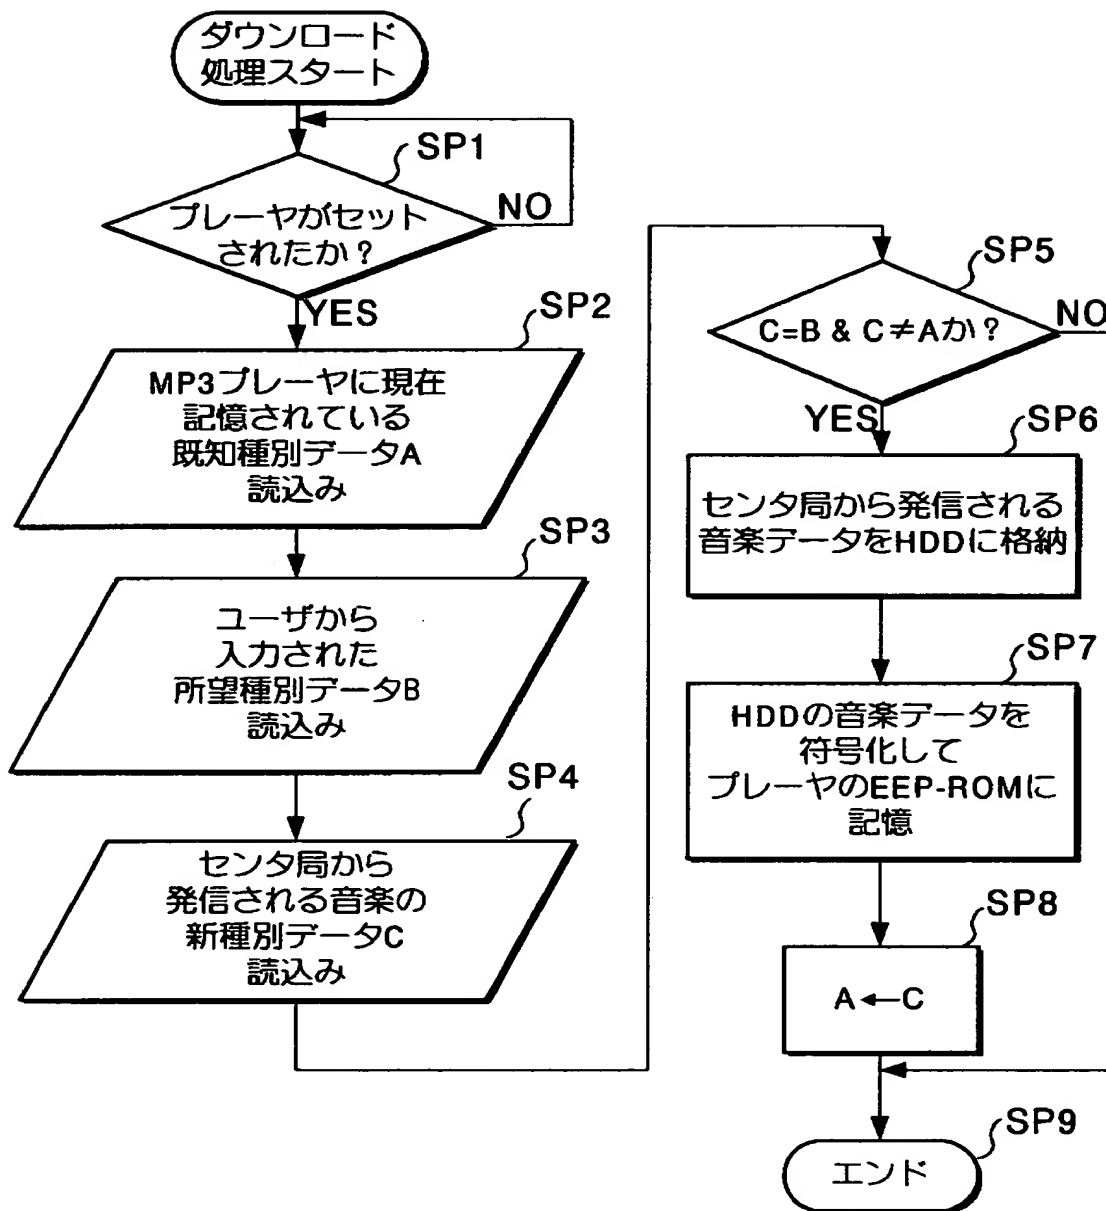 ダウンロード
処理スタート
SP1
プレーヤがセット
されたか？
NO
YES
SP2
MP3プレーヤに現在
記憶されている
既知種別データA
読込み
SP3
ユーザから
入力された
所望種別データB
読込み
SP4
センタ局から
発信される音楽の
新種別データC
読込み
SP5
C=B & C≠Aか？
NO
YES
SP6
センタ局から発信される
音楽データをHDDに格納
SP7
HDDの音楽データを
符号化して
プレーヤのEEP-ROMに
記憶
SP8
A←C
SP9
エンド